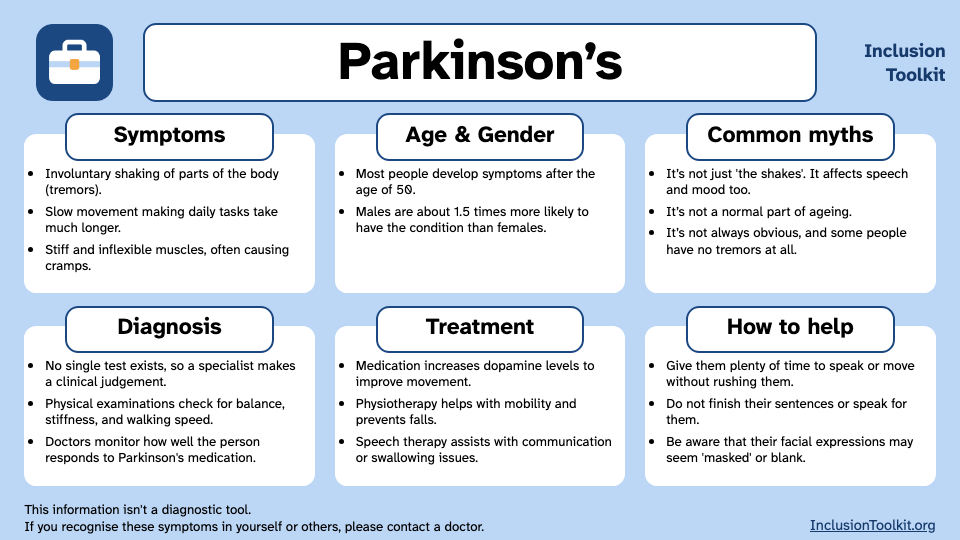 Parkinson’s
Inclusion
Toolkit
Symptoms
• Involuntary shaking of parts of the body
(tremors).
• Slow movement making daily tasks take
much longer.
• Stiff and inflexible muscles, often causing
cramps.
Age & Gender
• Most people develop symptoms after the
age of 50.
• Males are about 1.5 times more likely to
have the condition than females.
Common myths
• It’s not just 'the shakes'. It affects speech
and mood too.
• It’s not a normal part of ageing.
• It’s not always obvious, and some people
have no tremors at all.
Diagnosis
• No single test exists, so a specialist makes
a clinical judgement.
• Physical examinations check for balance,
stiffness, and walking speed.
• Doctors monitor how well the person
responds to Parkinson's medication.
Treatment
• Medication increases dopamine levels to
improve movement.
• Physiotherapy helps with mobility and
prevents falls.
• Speech therapy assists with communication
or swallowing issues.
How to help
• Give them plenty of time to speak or move
without rushing them.
• Do not finish their sentences or speak for
them.
• Be aware that their facial expressions may
seem 'masked' or blank.
This information isn't a diagnostic tool.
If you recognise these symptoms in yourself or others, please contact a doctor.
InclusionToolkit.org